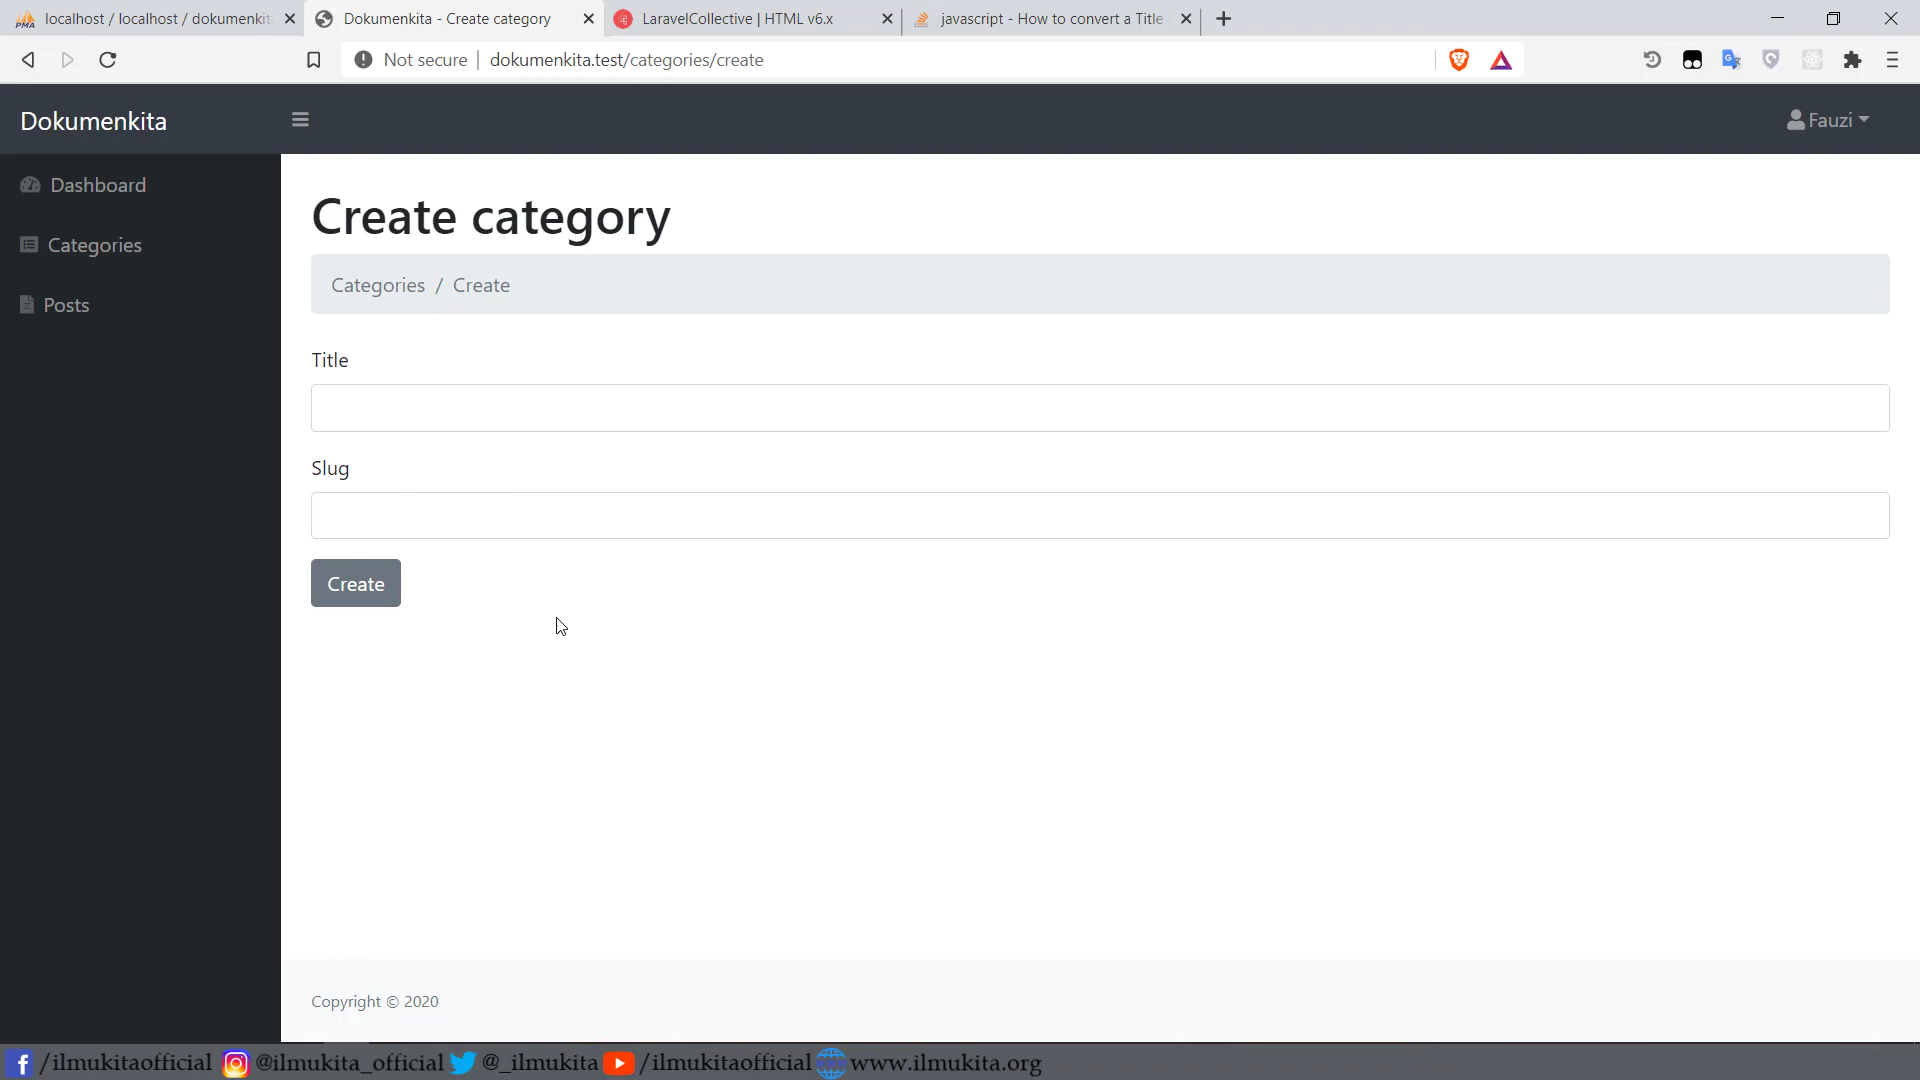 localhost / localhost / dokumenkit
Dokumenkita - Create category
LaravelCollective | HTML v6.x
javascript - How to convert a Title
Not secure | dokumenkita.test/categories/create
Dokumenkita
Fauzi
Dashboard
Categories
Posts
Create category
Categories / Create
Title
Slug
Create
Copyright © 2020
/ilmukitaofficial @ilmukita_official @_ilmukita /ilmukitaofficial www.ilmukita.org